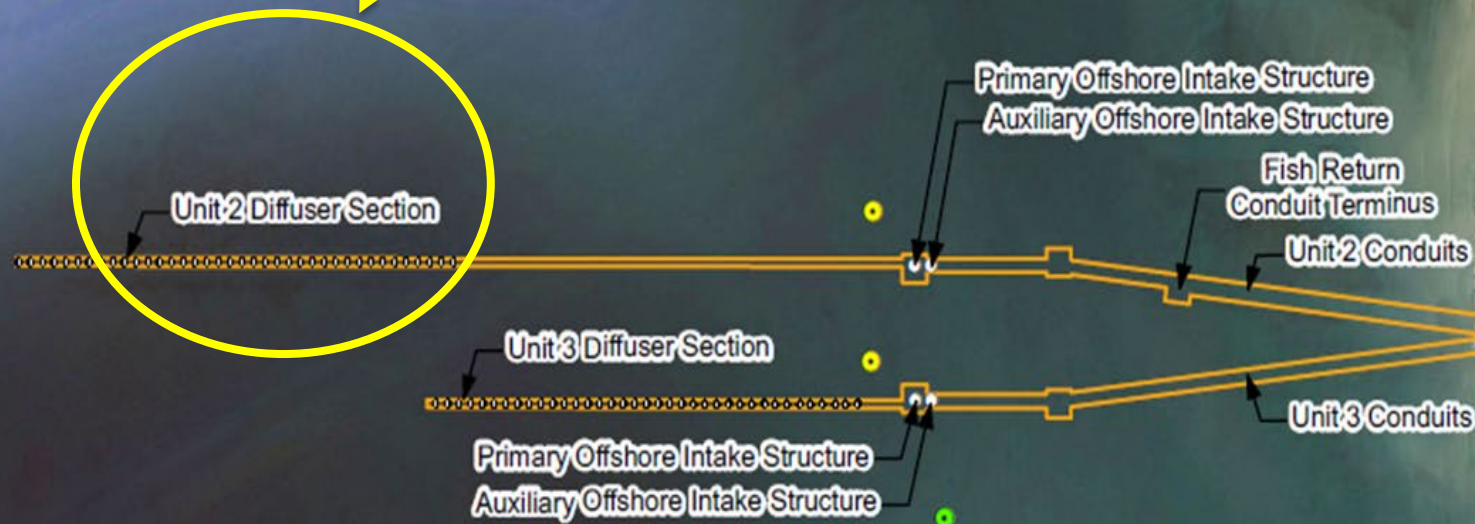 Primary Offshore Intake Structure
Auxiliary Offshore Intake Structure
Fish Return
Conduit Terminus
Unit 2 Diffuser Section
Unit 2 Conduits
Unit 3 Diffuser Section
Unit 3 Conduits
Primary Offshore Intake Structure
Auxiliary Offshore Intake Structure